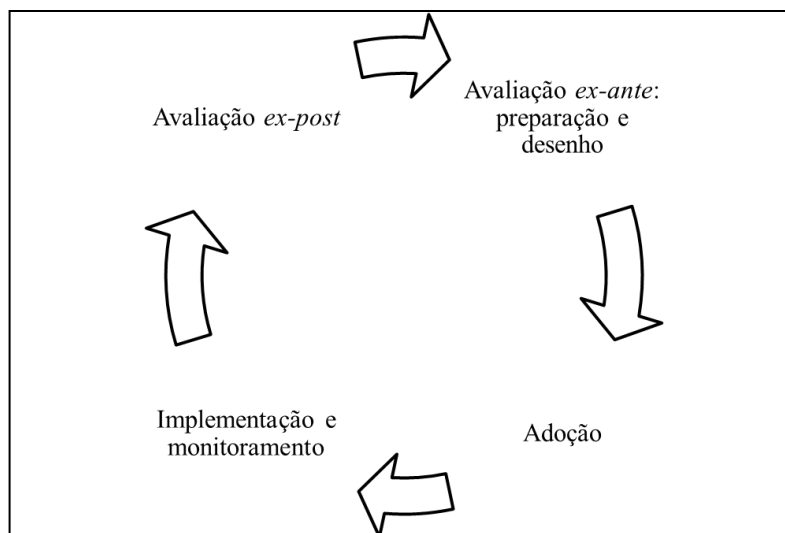 Avaliação ex-post
Avaliação ex-ante:
preparação e
desenho
Implementação e
monitoramento
Adoção